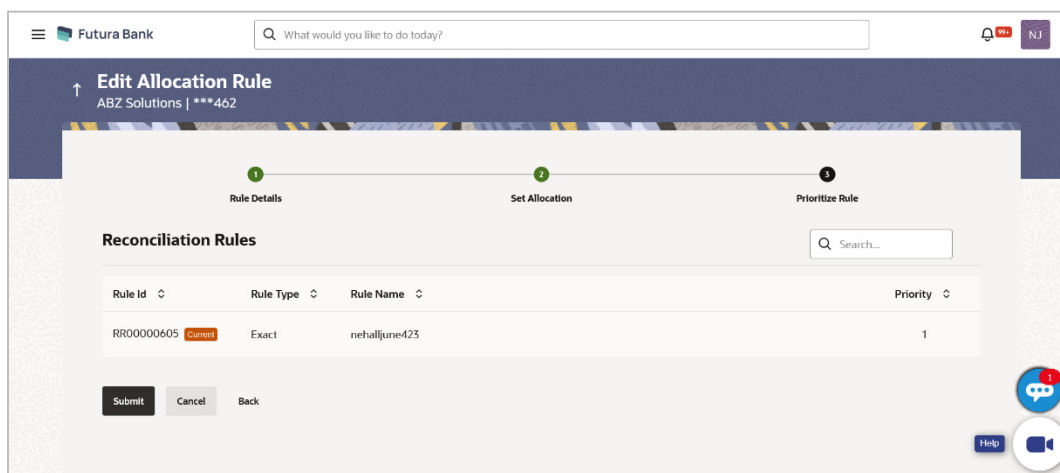 Futura Bank
What would you like to do today?
99+
NJ
Edit Allocation Rule
ABZ Solutions | ***462
1
2
3
Rule Details
Set Allocation
Prioritize Rule
Reconciliation Rules
Search...
Rule Id Rule Type Rule Name Priority
RR00000605 Current Exact nehalljune423 1
Submit Cancel Back
1
Help